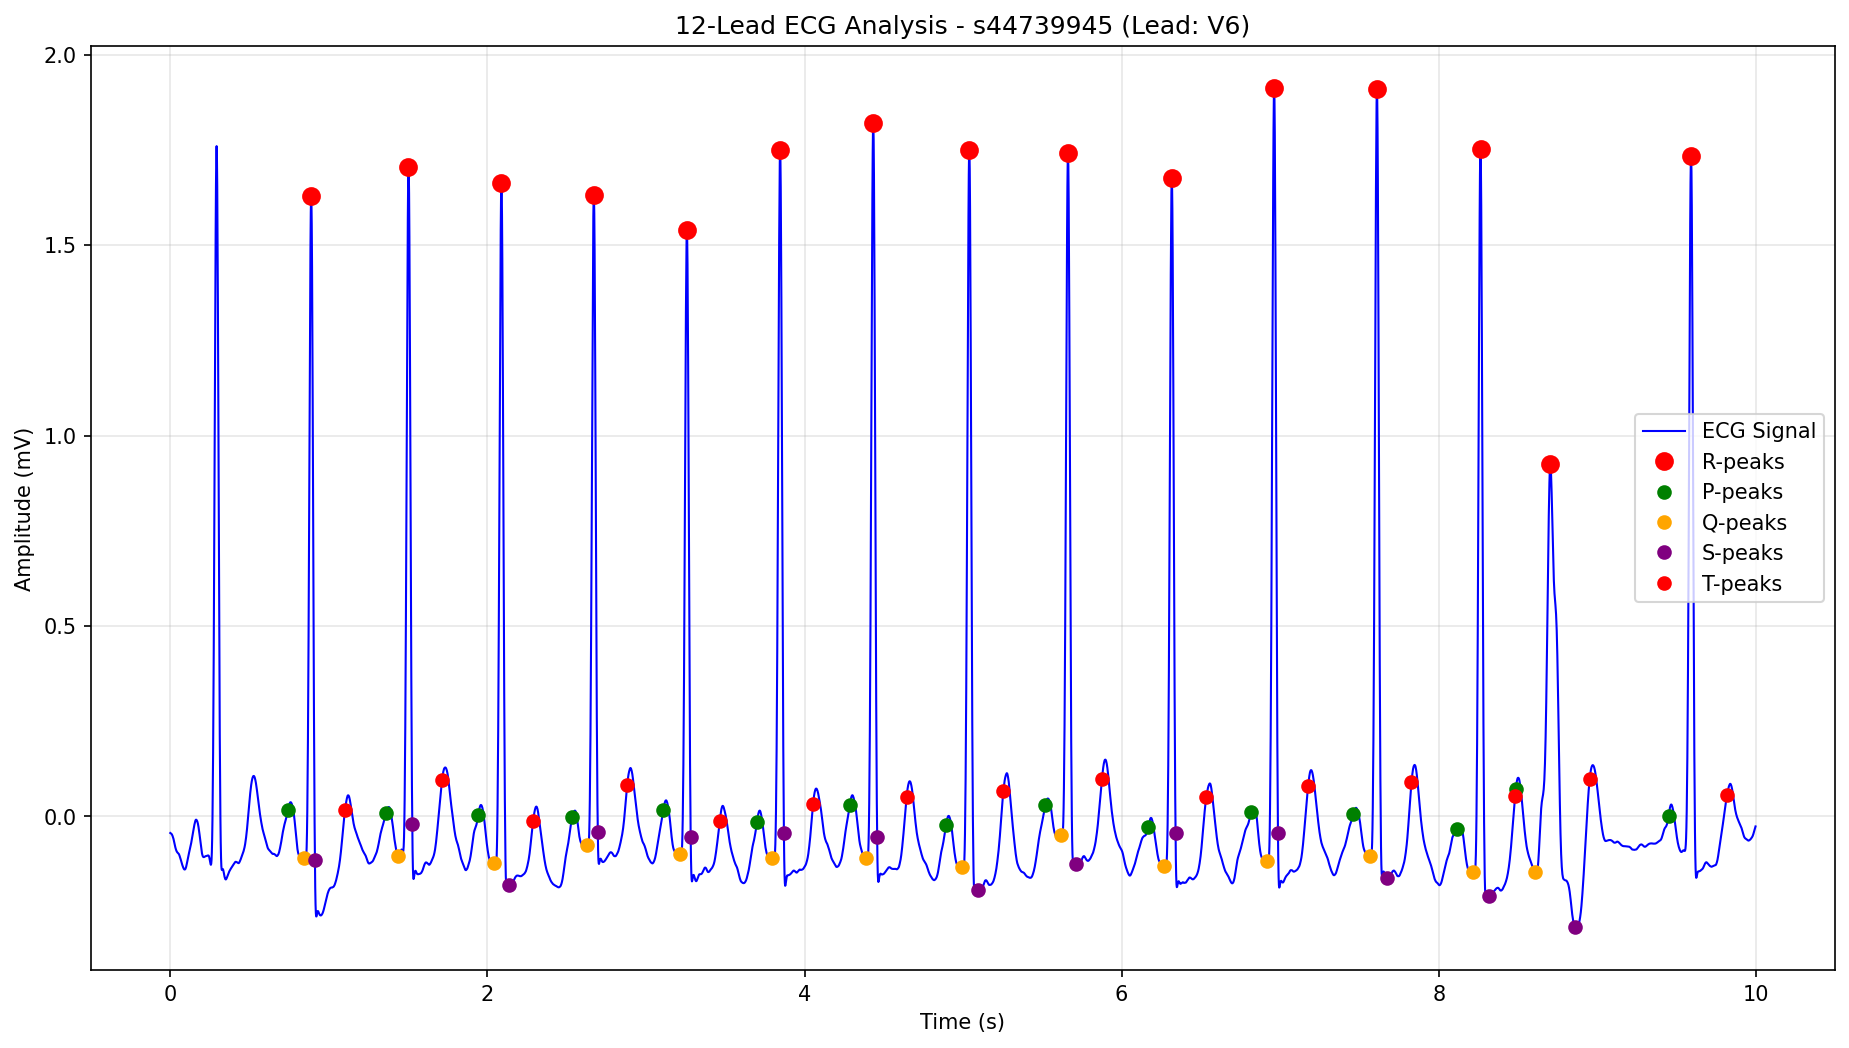 12-Lead ECG Analysis - s44739945 (Lead: V6)
2.0
1.5
1.0
0.5
0.0
Amplitude (mV)
ECG Signal
R-peaks
P-peaks
Q-peaks
S-peaks
T-peaks
0 2 4 6 8 10
Time (s)